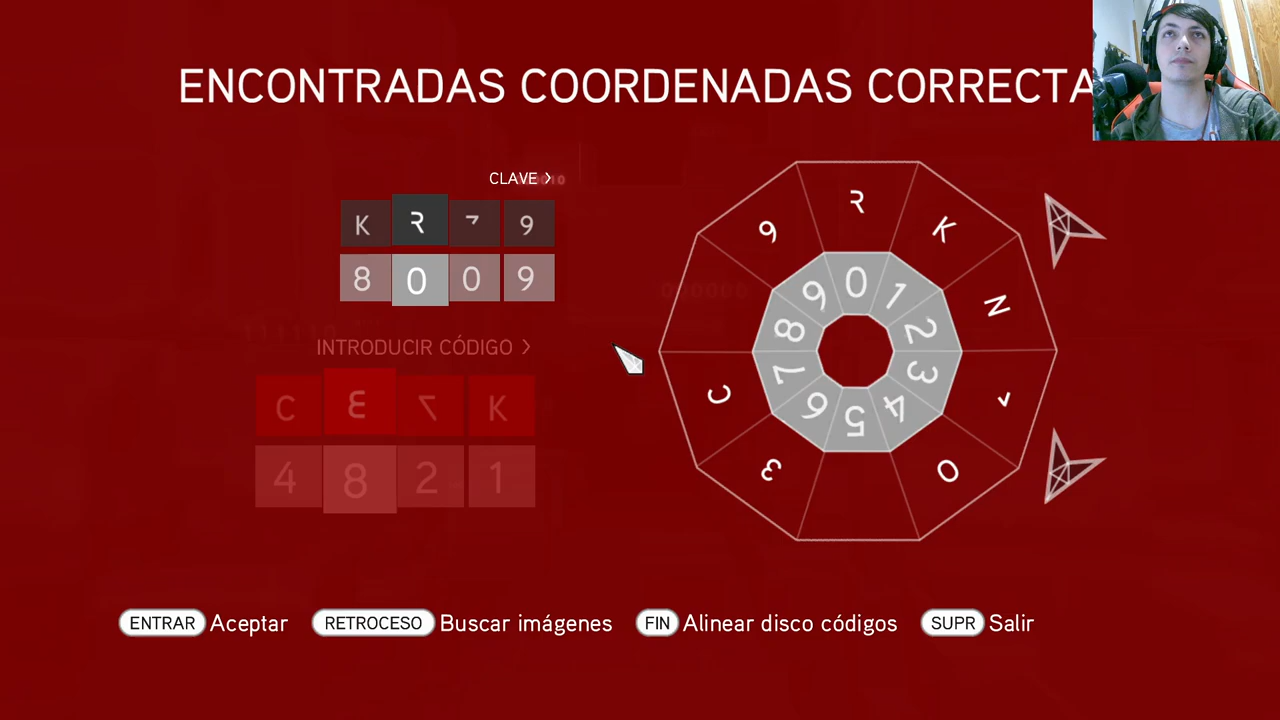 ENCONTRADAS COORDENADAS CORRECTA
CLAVE >
K R 9
8 0 0 9
INTRODUCIR CÓDIGO >
C Ɛ K
4 8 2 1
9 R K N O Ɛ C
0 1 2 3 4 5 6 7 8 9
ENTRAR Aceptar RETROCESO Buscar imágenes FIN Alinear disco códigos SUPR Salir